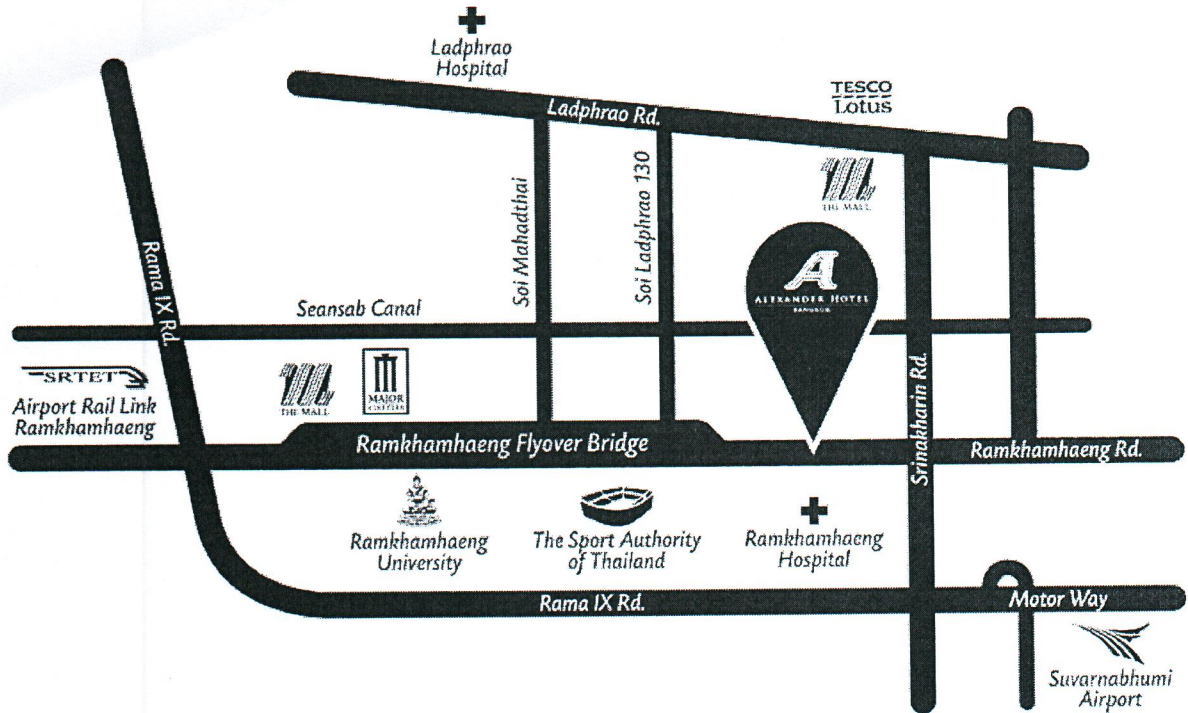 Ladphrao
Hospital
TESCO
Lotus
Ladphrao Rd.
THE MALL
Soi Mahadthai
Soi Ladphrao 130
Rama IX Rd.
A
ALEXANDER HOTEL
BANGKOK
Seansab Canal
SRTET
Airport Rail Link
Ramkhamhaeng
THE MALL
MAJOR
CINEPLEX
Ramkhamhaeng Flyover Bridge
Srinakharin Rd.
Ramkhamhaeng Rd.
Ramkhamhaeng
University
The Sport Authority
of Thailand
Ramkhamhaeng
Hospital
Rama IX Rd.
Motor Way
Suvarnabhumi
Airport